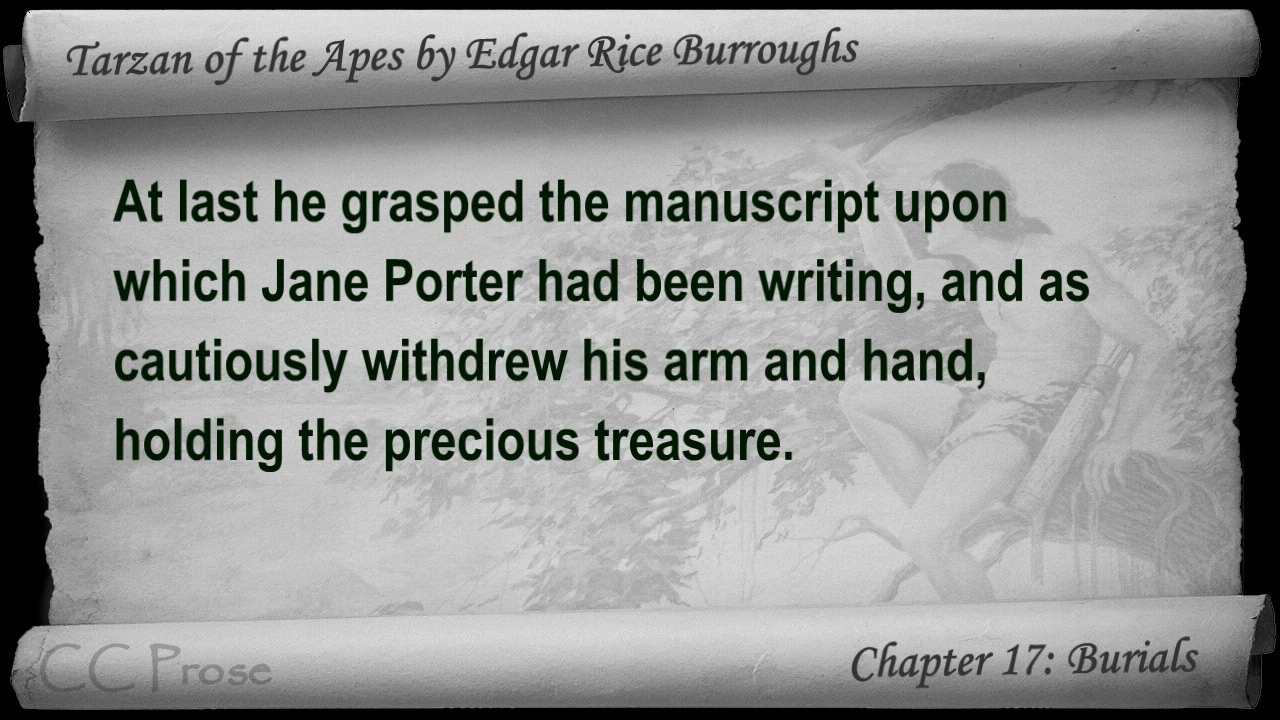 Tarzan of the Apes by Edgar Rice Burroughs
At last he grasped the manuscript upon
which Jane Porter had been writing, and as
cautiously withdrew his arm and hand,
holding the precious treasure.
CC Prose
Chapter 17: Burials